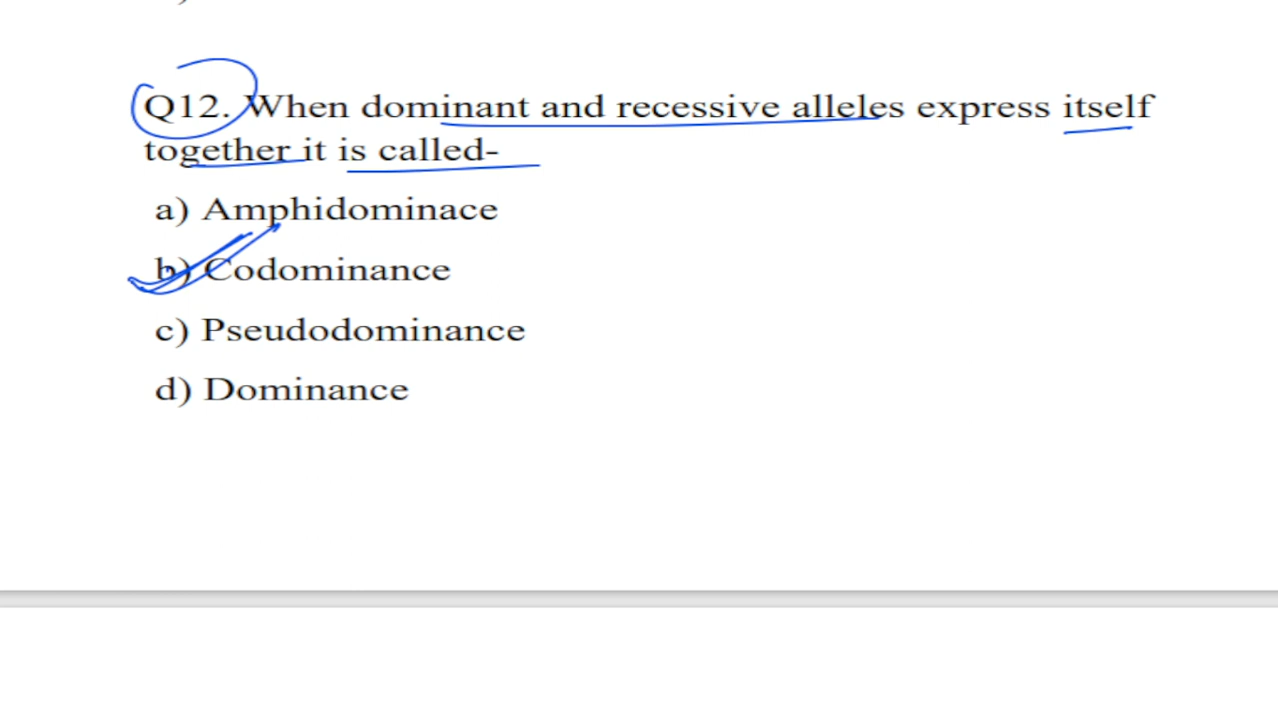 Q12. When dominant and recessive alleles express itself
together it is called-
a) Amphidominace
b) Codominance
c) Pseudodominance
d) Dominance